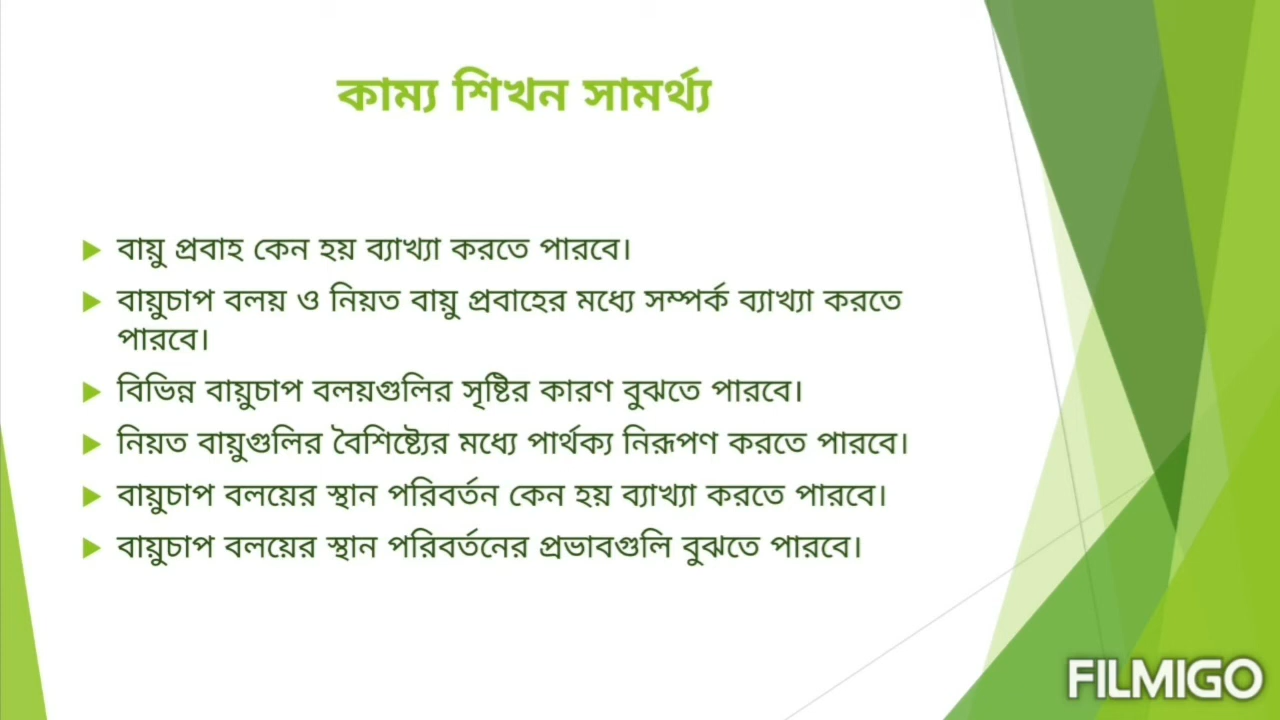 কাম্য শিখন সামর্থ্য
বায়ু প্রবাহ কেন হয় ব্যাখ্যা করতে পারবে।
বায়ুচাপ বলয় ও নিয়ত বায়ু প্রবাহের মধ্যে সম্পর্ক ব্যাখ্যা করতে
পারবে।
বিভিন্ন বায়ুচাপ বলয়গুলির সৃষ্টির কারণ বুঝতে পারবে।
নিয়ত বায়ুগুলির বৈশিষ্ট্যের মধ্যে পার্থক্য নিরূপণ করতে পারবে।
বায়ুচাপ বলয়ের স্থান পরিবর্তন কেন হয় ব্যাখ্যা করতে পারবে।
বায়ুচাপ বলয়ের স্থান পরিবর্তনের প্রভাবগুলি বুঝতে পারবে।
FILMIGO